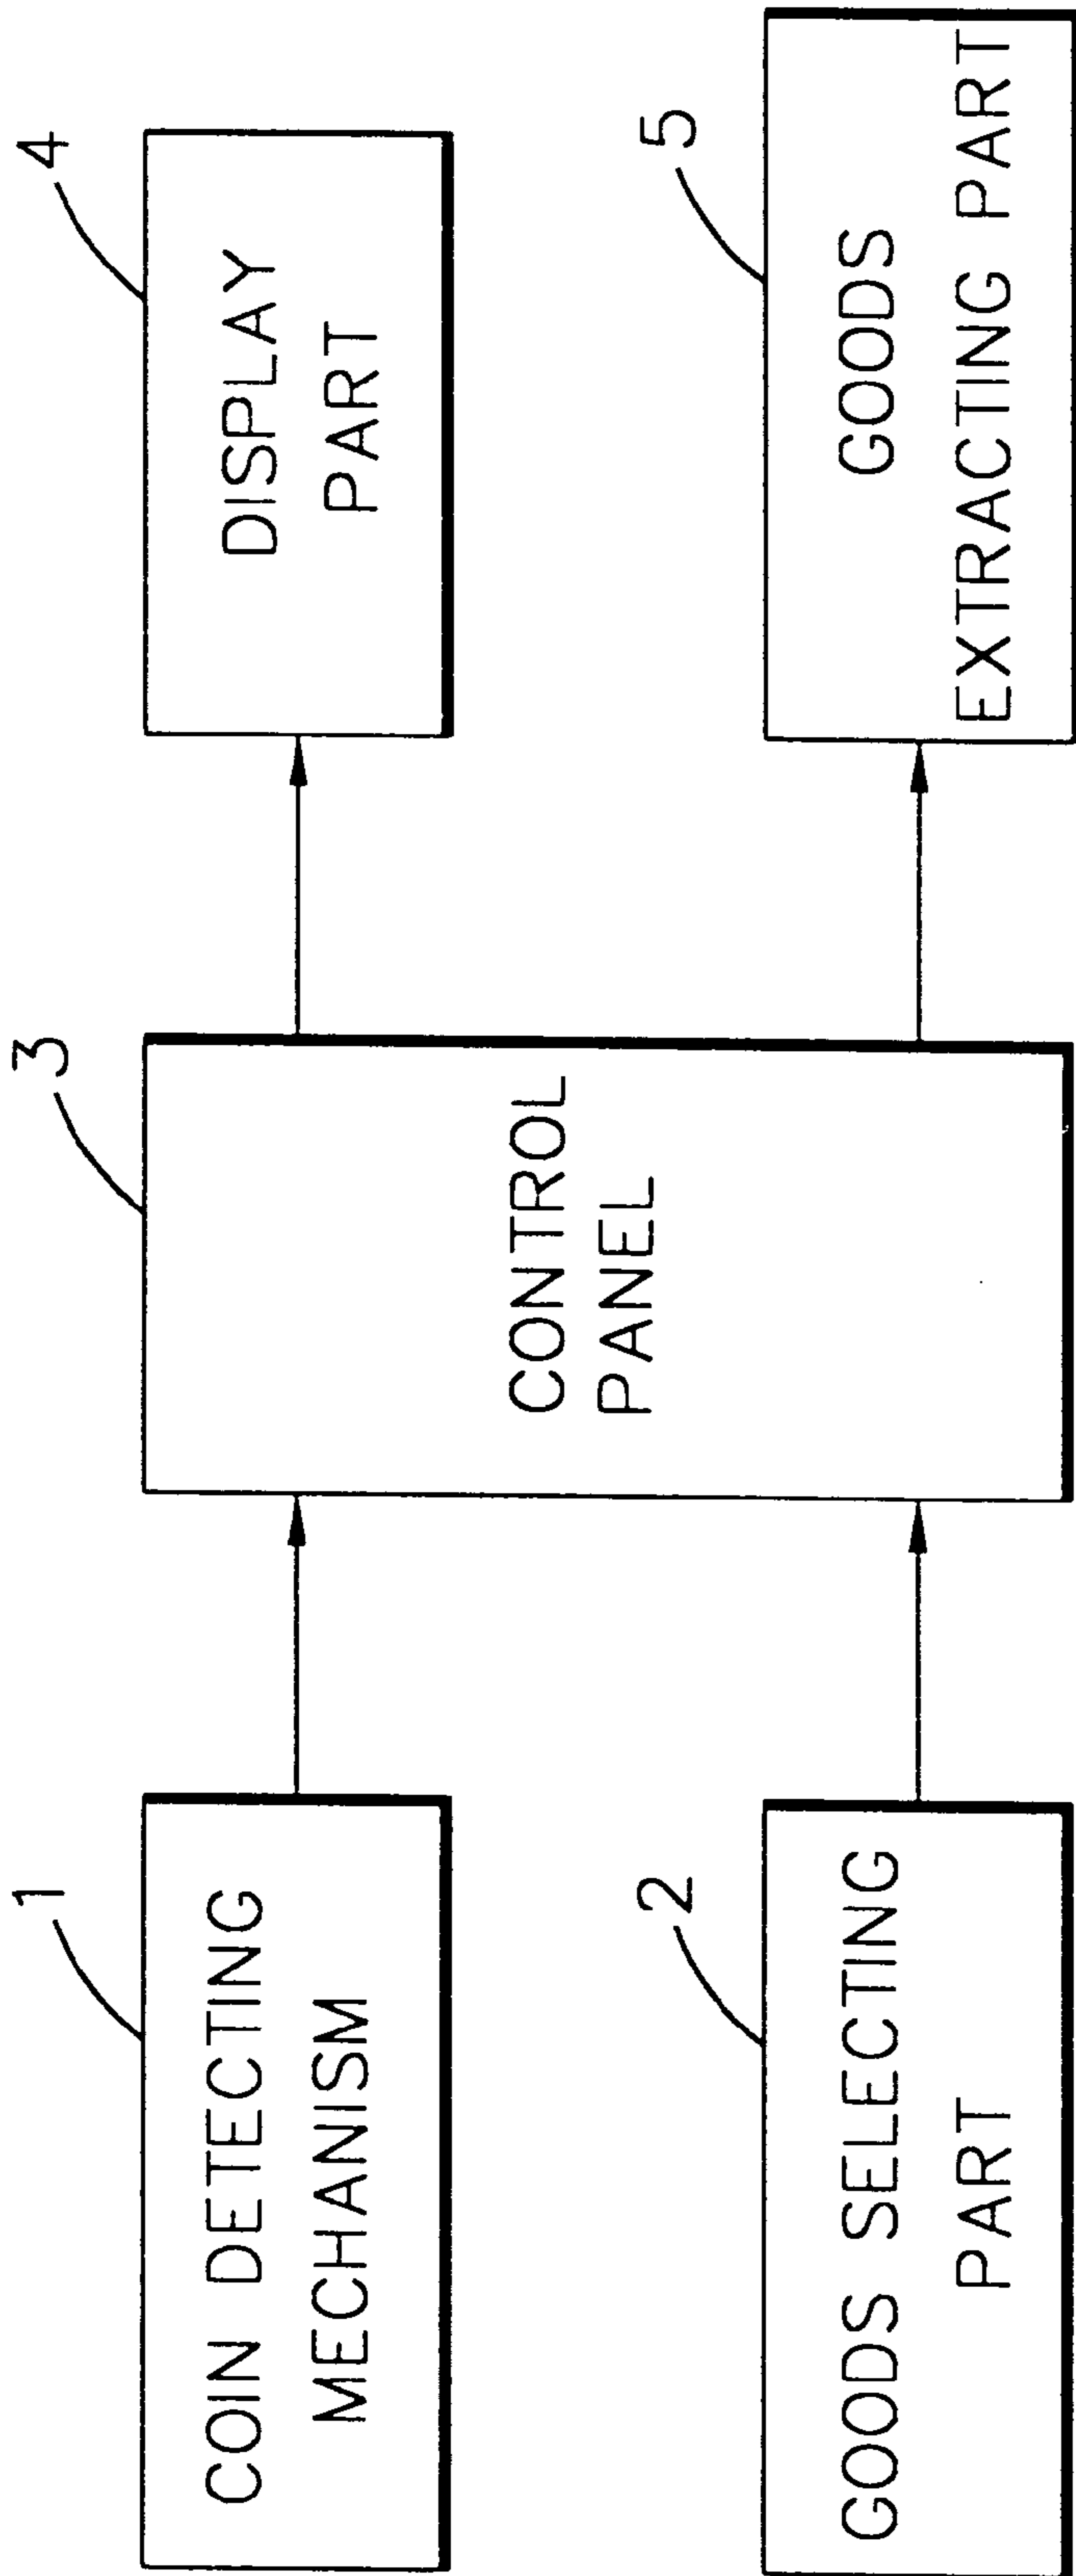 1
COIN DETECTING
MECHANISM
2
GOODS SELECTING
PART
3
CONTROL
PANEL
4
DISPLAY
PART
5
GOODS
EXTRACTING PART